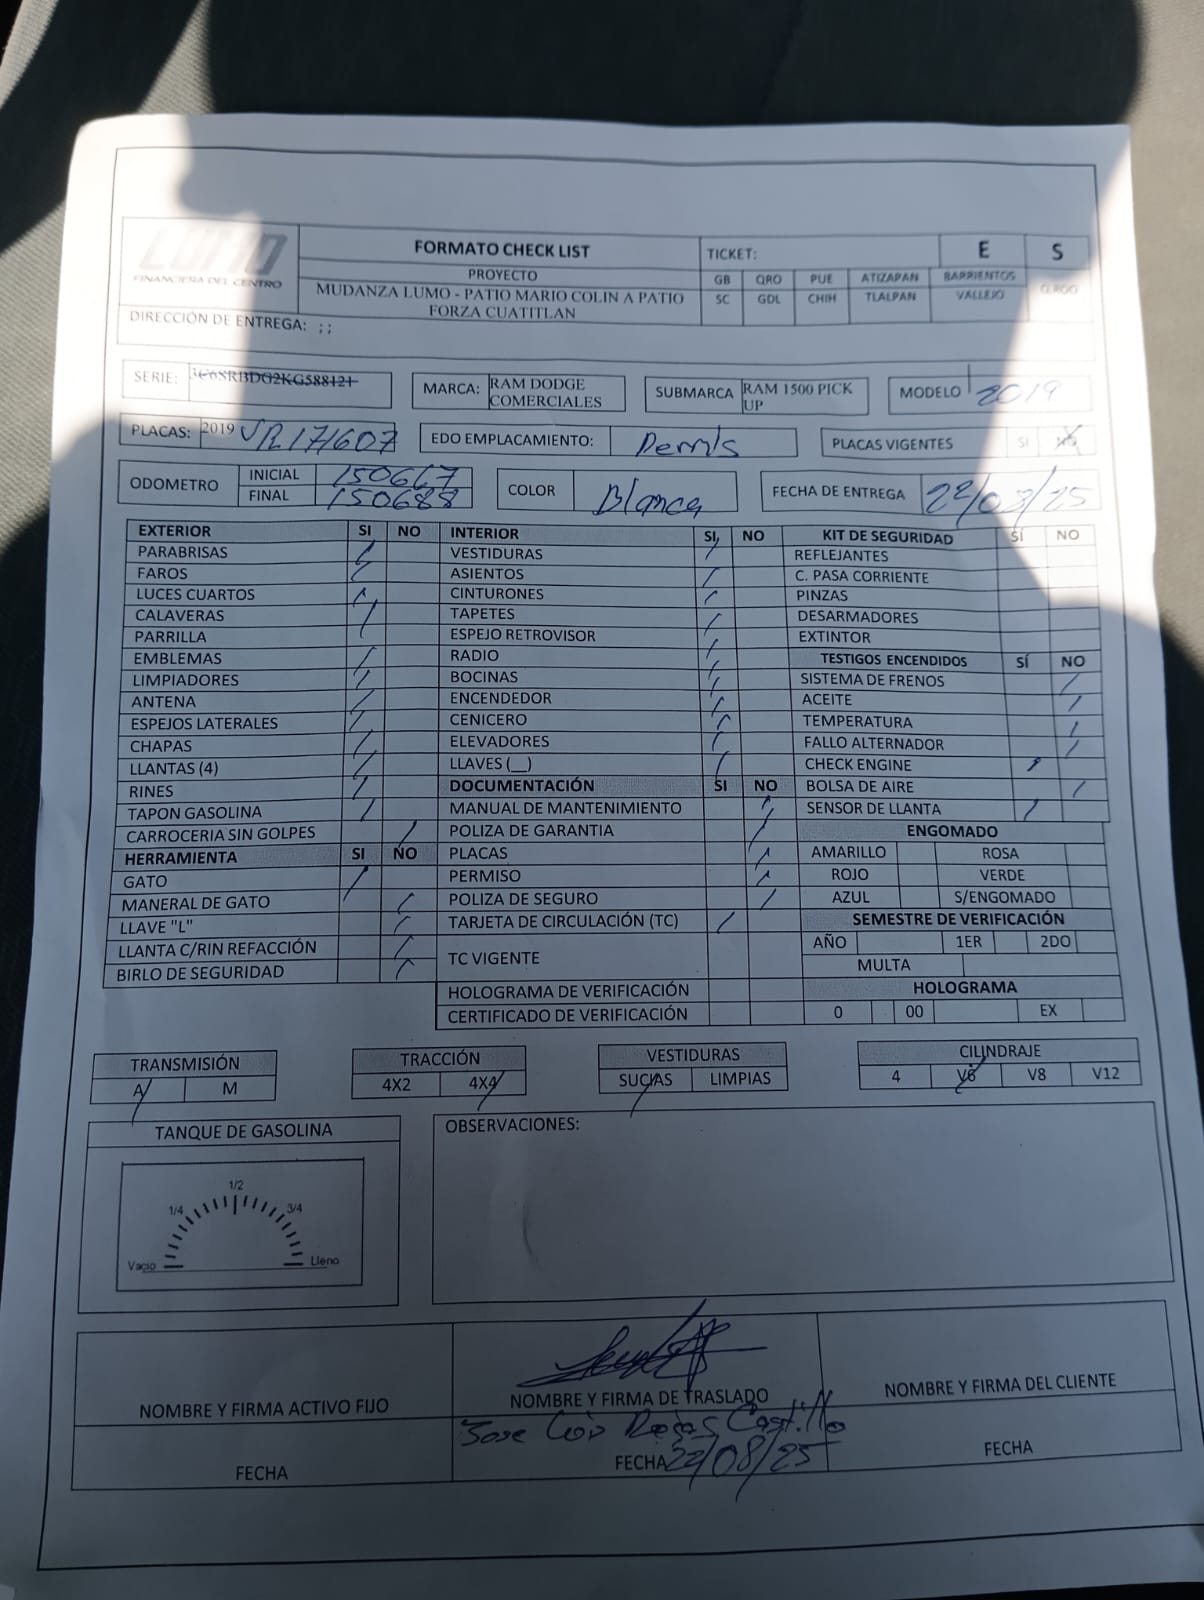 LUMO
FINANCIERA DEL CENTRO
FORMATO CHECK LIST
PROYECTO
MUDANZA LUMO - PATIO MARIO COLIN A PATIO
FORZA CUATITLAN
TICKET: E S
GB QRO PUE ATIZAPAN BARRIENTOS
SC GDL CHIH TLALPAN VALLEJO Q.ROO
DIRECCIÓN DE ENTREGA: ; ;
SERIE: 3C6SRBDG2KG588121
MARCA: RAM DODGE
COMERCIALES
SUBMARCA RAM 1500 PICK
UP
MODELO 2019
PLACAS: 2019 JR171607
EDO EMPLACAMIENTO:
PLACAS VIGENTES SI NO
ODOMETRO
INICIAL 150667
FINAL 150688
COLOR Blanca
FECHA DE ENTREGA 22/08/25
EXTERIOR SI NO
PARABRISAS
FAROS
LUCES CUARTOS
CALAVERAS
PARRILLA
EMBLEMAS
LIMPIADORES
ANTENA
ESPEJOS LATERALES
CHAPAS
LLANTAS (4)
RINES
TAPON GASOLINA
CARROCERIA SIN GOLPES
HERRAMIENTA SI NO
GATO
MANERAL DE GATO
LLAVE "L"
LLANTA C/RIN REFACCIÓN
BIRLO DE SEGURIDAD
INTERIOR SI NO
VESTIDURAS
ASIENTOS
CINTURONES
TAPETES
ESPEJO RETROVISOR
RADIO
BOCINAS
ENCENDEDOR
CENICERO
ELEVADORES
LLAVES (__)
DOCUMENTACIÓN SI NO
MANUAL DE MANTENIMIENTO
POLIZA DE GARANTIA
PLACAS
PERMISO
POLIZA DE SEGURO
TARJETA DE CIRCULACIÓN (TC)
TC VIGENTE
HOLOGRAMA DE VERIFICACIÓN
CERTIFICADO DE VERIFICACIÓN
KIT DE SEGURIDAD SÍ NO
REFLEJANTES
C. PASA CORRIENTE
PINZAS
DESARMADORES
EXTINTOR
TESTIGOS ENCENDIDOS SÍ NO
SISTEMA DE FRENOS
ACEITE
TEMPERATURA
FALLO ALTERNADOR
CHECK ENGINE
BOLSA DE AIRE
SENSOR DE LLANTA
ENGOMADO
AMARILLO ROSA
ROJO VERDE
AZUL S/ENGOMADO
SEMESTRE DE VERIFICACIÓN
AÑO 1ER 2DO
MULTA
HOLOGRAMA
0 00 EX
TRANSMISIÓN
A M
TRACCIÓN
4X2 4X4
VESTIDURAS
SUCIAS LIMPIAS
CILINDRAJE
4 V6 V8 V12
TANQUE DE GASOLINA
1/2
1/4 3/4
Vacio Lleno
OBSERVACIONES:
NOMBRE Y FIRMA ACTIVO FIJO
FECHA
NOMBRE Y FIRMA DE TRASLADO
Jose Luis Rojas Castillo
FECHA 22/08/25
NOMBRE Y FIRMA DEL CLIENTE
FECHA